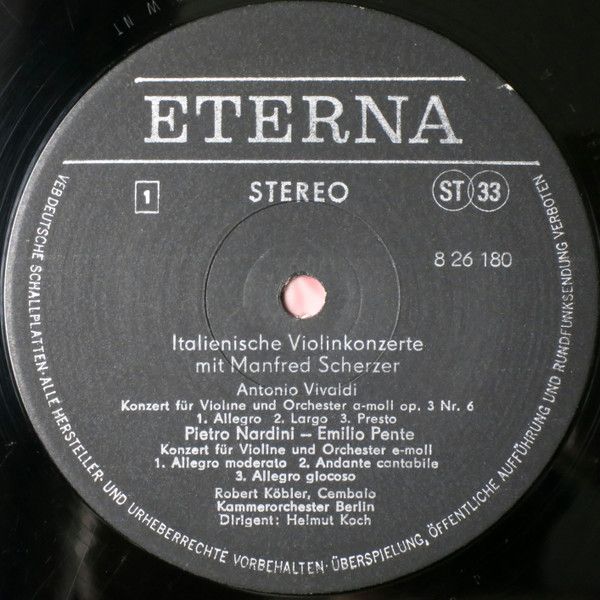 ETERNA
1
STEREO
ST 33
8 26 180
Italienische Violinkonzerte
mit Manfred Scherzer
Antonio Vivaldi
Konzert für Violine und Orchester a-moll op. 3 Nr. 6
1. Allegro 2. Largo 3. Presto
Pietro Nardini – Emilio Pente
Konzert für Violine und Orchester e-moll
1. Allegro moderato 2. Andante cantabile
3. Allegro giocoso
Robert Köbler, Cembalo
Kammerorchester Berlin
Dirigent: Helmut Koch
VEB DEUTSCHE SCHALLPLATTEN · ALLE HERSTELLER- UND URHEBERRECHTE VORBEHALTEN · ÜBERSPIELUNG, ÖFFENTLICHE AUFFÜHRUNG UND RUNDFUNKSENDUNG VERBOTEN